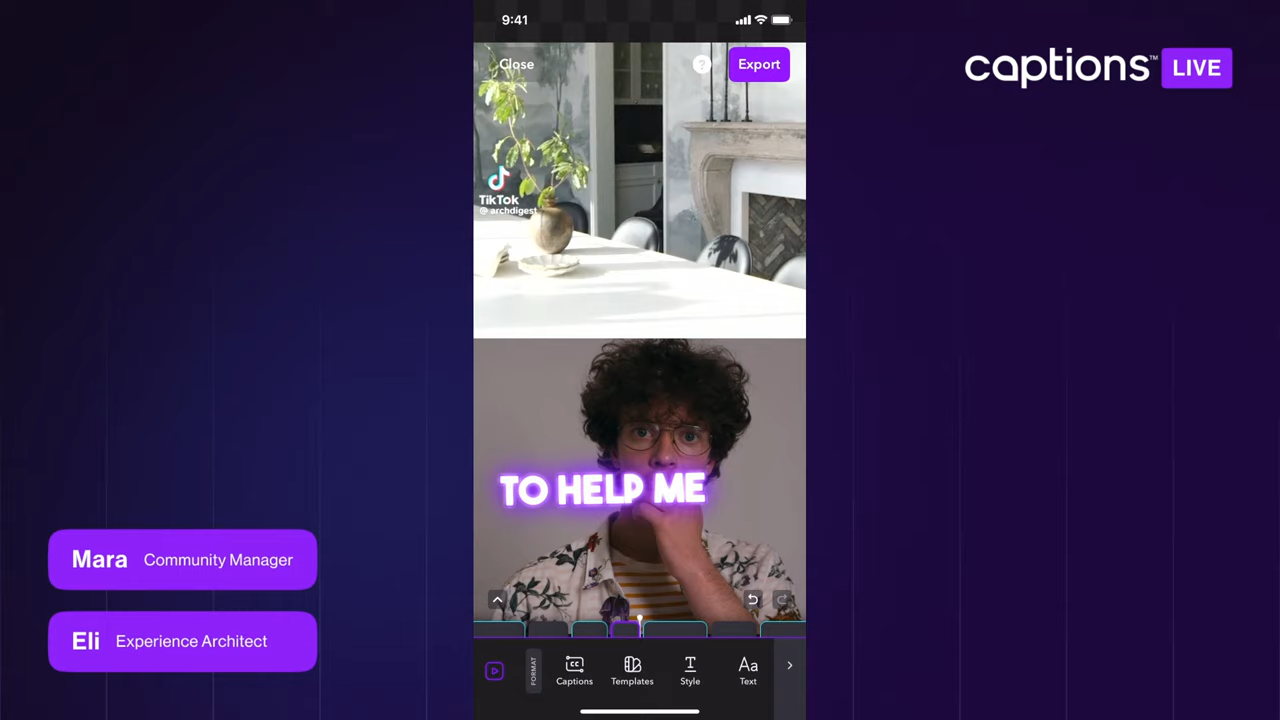 9:41
Close
?
Export
captions™ LIVE
TikTok
@ archdigest
TO HELP ME
Mara Community Manager
Eli Experience Architect
FORMAT
CC
Captions
Templates
Style
Aa
Text